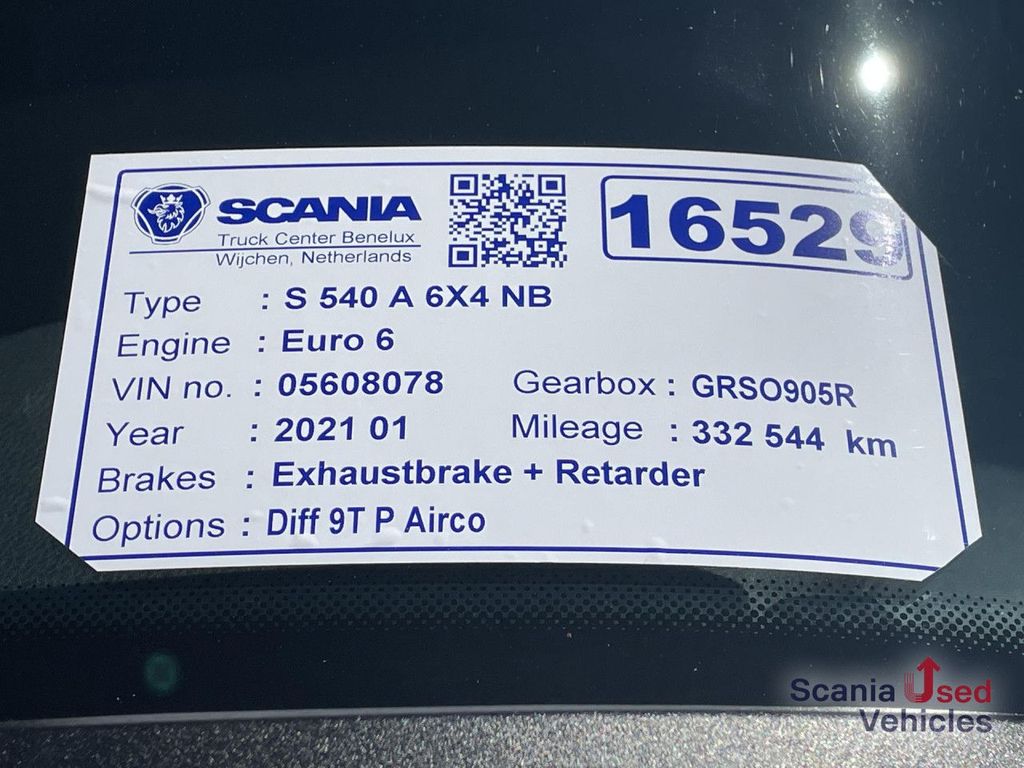 SCANIA
Truck Center Benelux
Wijchen, Netherlands
16529
Type : S 540 A 6X4 NB
Engine : Euro 6
VIN no. : 05608078 Gearbox : GRSO905R
Year : 2021 01 Mileage : 332 544 km
Brakes : Exhaustbrake + Retarder
Options : Diff 9T P Airco
Scania Used
Vehicles